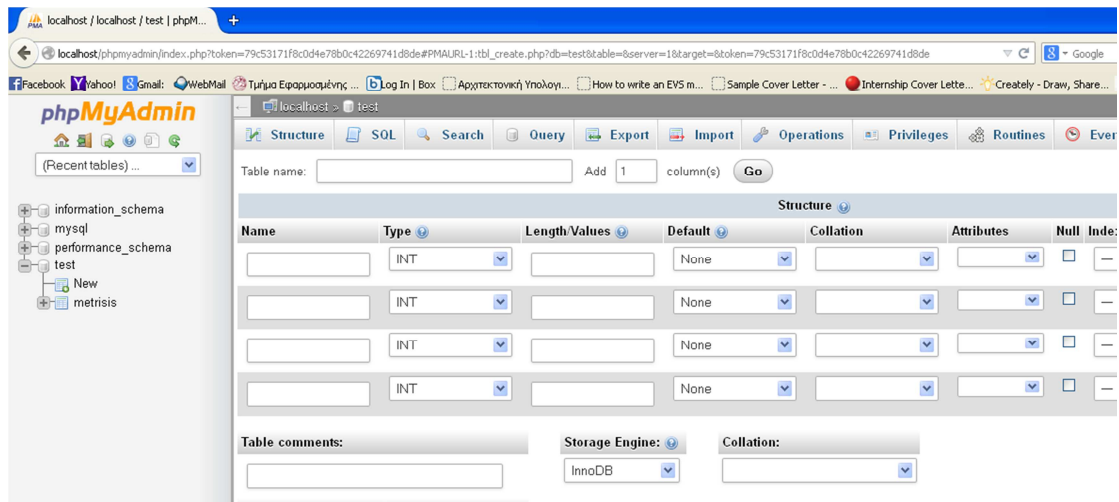 localhost / localhost / test | phpM...
localhost/phpmyadmin/index.php?token=79c53171f8c0d4e78b0c42269741d8de#PMAURL-1:tbl_create.php?db=test&table=&server=1&target=&token=79c53171f8c0d4e78b0c42269741d8de
Google
Facebook Yahoo! Gmail: WebMail Τμήμα Εφαρμοσμένης ... Log In | Box Αρχιτεκτονική Υπολογι... How to write an EVS m... Sample Cover Letter - ... Internship Cover Lette... Creately - Draw, Share...
phpMyAdmin
localhost » test
Structure SQL Search Query Export Import Operations Privileges Routines Ever
(Recent tables) ...
Table name: Add 1 column(s) Go
information_schema
mysql
performance_schema
test
New
metrisis
Structure
Name Type Length/Values Default Collation Attributes Null Inde:
INT None —
INT None —
INT None —
INT None —
Table comments: Storage Engine: Collation:
InnoDB